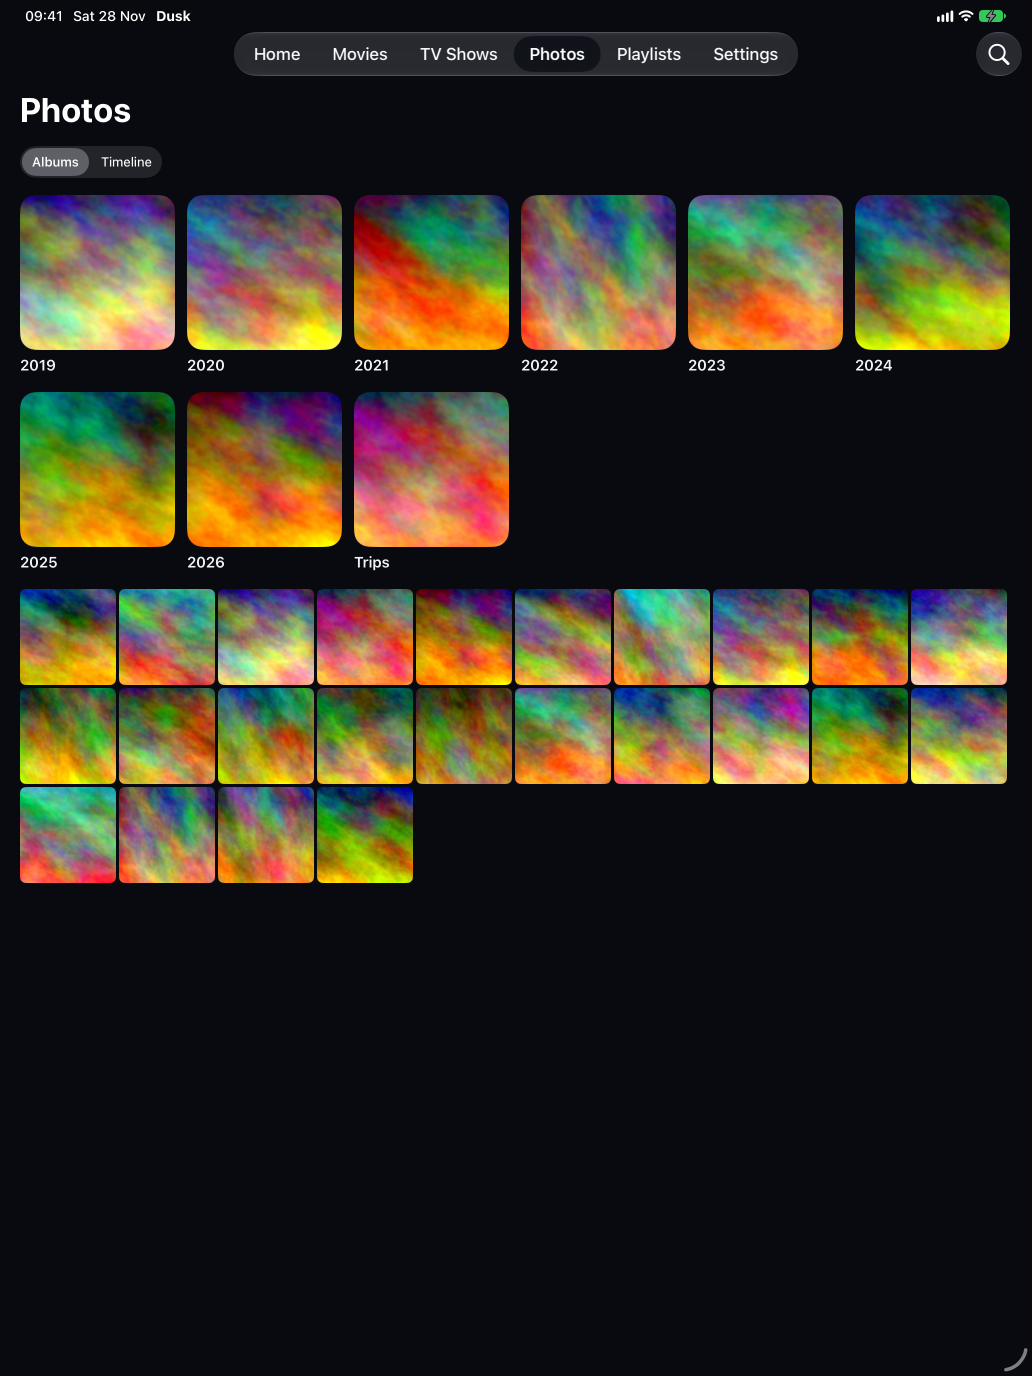 09:41 Sat 28 Nov Dusk
Home Movies TV Shows Photos Playlists Settings
Photos
Albums Timeline
2019 2020 2021 2022 2023 2024
2025 2026 Trips